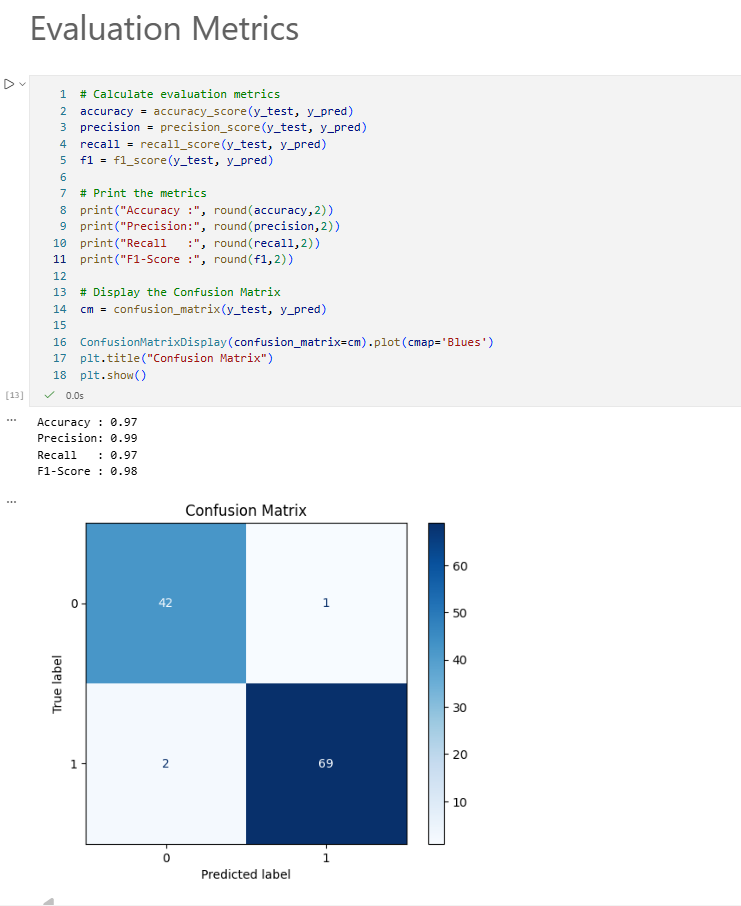 Evaluation Metrics
1 # Calculate evaluation metrics
2 accuracy = accuracy_score(y_test, y_pred)
3 precision = precision_score(y_test, y_pred)
4 recall = recall_score(y_test, y_pred)
5 f1 = f1_score(y_test, y_pred)
6
7 # Print the metrics
8 print("Accuracy :", round(accuracy,2))
9 print("Precision:", round(precision,2))
10 print("Recall   :", round(recall,2))
11 print("F1-Score :", round(f1,2))
12
13 # Display the Confusion Matrix
14 cm = confusion_matrix(y_test, y_pred)
15
16 ConfusionMatrixDisplay(confusion_matrix=cm).plot(cmap='Blues')
17 plt.title("Confusion Matrix")
18 plt.show()
[13] 0.0s
Accuracy : 0.97
Precision: 0.99
Recall   : 0.97
F1-Score : 0.98
Confusion Matrix
60
0 42 1
50
40
True label
30
1 2 69
20
10
0 1
Predicted label